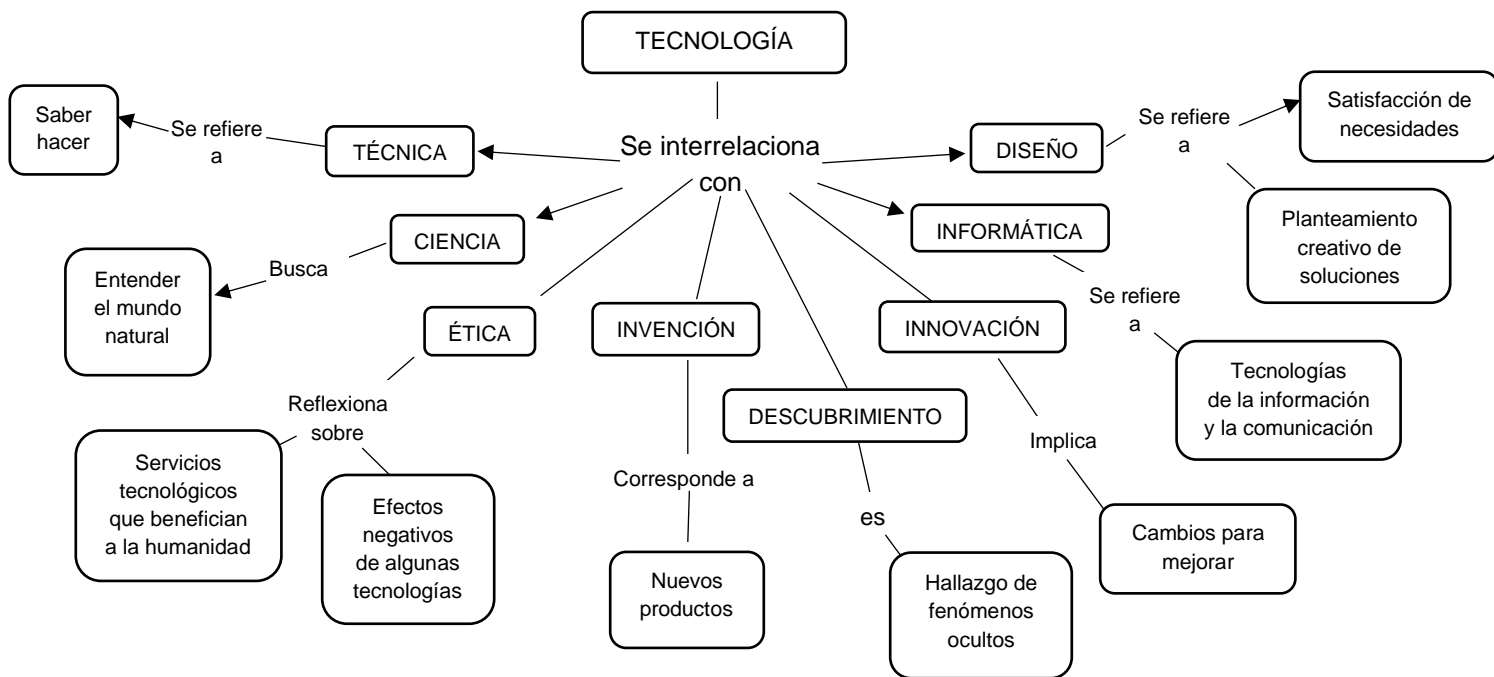 TECNOLOGÍA
Se interrelaciona
con
TÉCNICA
Se refiere
a
Saber
hacer
CIENCIA
Busca
Entender
el mundo
natural
ÉTICA
Reflexiona
sobre
Servicios
tecnológicos
que benefician
a la humanidad
Efectos
negativos
de algunas
tecnologías
INVENCIÓN
Corresponde a
Nuevos
productos
DESCUBRIMIENTO
es
Hallazgo de
fenómenos
ocultos
INNOVACIÓN
Implica
Cambios para
mejorar
INFORMÁTICA
Se refiere
a
Tecnologías
de la información
y la comunicación
DISEÑO
Se refiere
a
Satisfacción de
necesidades
Planteamiento
creativo de
soluciones